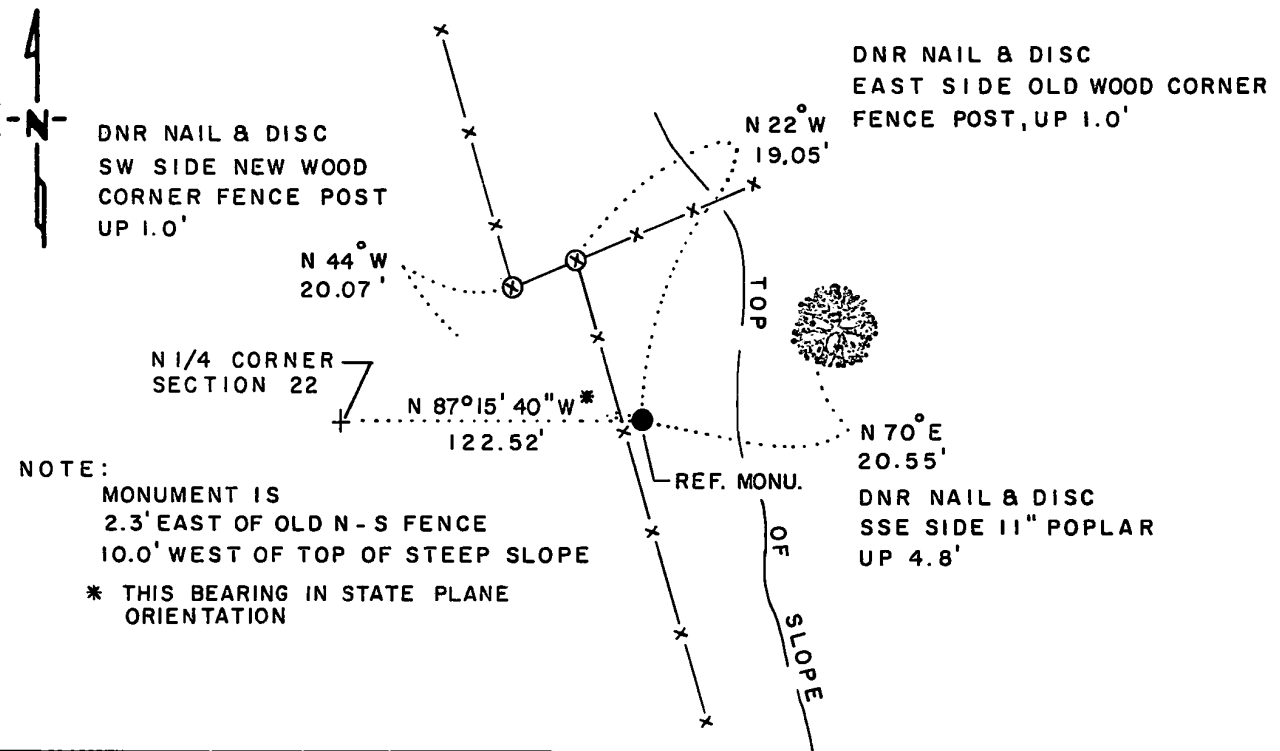 -N-
DNR NAIL & DISC
SW SIDE NEW WOOD
CORNER FENCE POST
UP 1.0'
DNR NAIL & DISC
EAST SIDE OLD WOOD CORNER
FENCE POST, UP 1.0'
N 22°W
19.05'
N 44°W
20.07'
TOP
OF
SLOPE
N 1/4 CORNER
SECTION 22
N 87°15'40"W*
122.52'
REF. MONU.
N 70°E
20.55'
DNR NAIL & DISC
SSE SIDE 11" POPLAR
UP 4.8'
NOTE:
MONUMENT IS
2.3' EAST OF OLD N-S FENCE
10.0' WEST OF TOP OF STEEP SLOPE
* THIS BEARING IN STATE PLANE
ORIENTATION